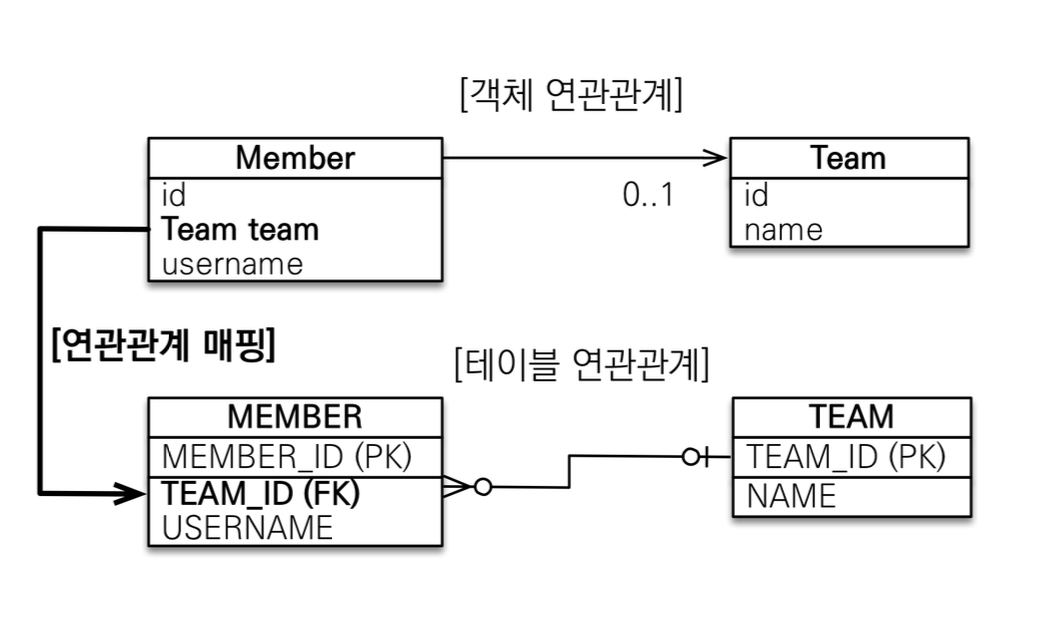 [객체 연관관계]
Member
id
Team team
username
0..1
Team
id
name
[연관관계 매핑]
[테이블 연관관계]
MEMBER
MEMBER_ID (PK)
TEAM_ID (FK)
USERNAME
TEAM
TEAM_ID (PK)
NAME